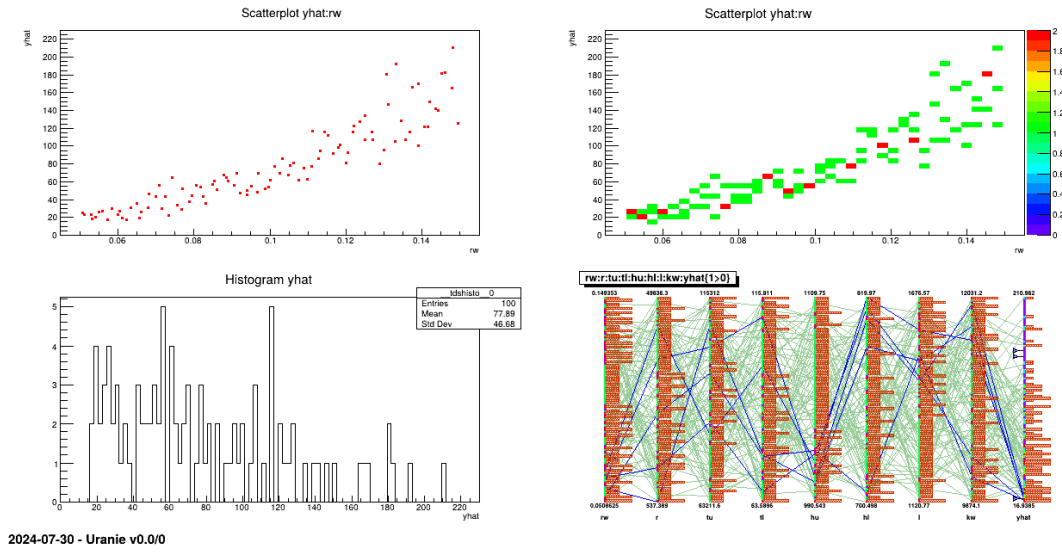 Scatterplot yhat:rw
yhat
220
200
180
160
140
120
100
80
60
40
20
0
0.06
0.08
0.1
0.12
0.14
rw
Scatterplot yhat:rw
yhat
220
200
180
160
140
120
100
80
60
40
20
0
0.06
0.08
0.1
0.12
0.14
rw
2
1.8
1.6
1.4
1.2
1
0.8
0.6
0.4
0.2
0
Histogram yhat
__tdshisto__0
Entries 100
Mean 77.89
Std Dev 46.68
5
4
3
2
1
0
0 20 40 60 80 100 120 140 160 180 200 220
yhat
rw:r:tu:tl:hu:hl:l:kw:yhat{1>0}
0.149353 49636.3 115312 115.811 1109.75 819.97 1676.57 12031.2 210.962
0.0508625 537.389 63211.6 63.5896 990.543 700.498 1120.77 9874.1 16.9385
rw r tu tl hu hl l kw yhat
2024-07-30 - Uranie v0.0/0